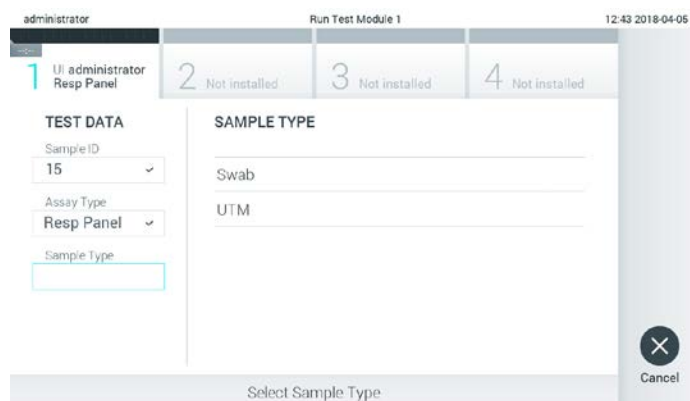 administrator Run Test Module 1 12:43 2018-04-05
1 UI administrator
Resp Panel
2 Not installed
3 Not installed
4 Not installed
TEST DATA
Sample ID
15
Assay Type
Resp Panel
Sample Type
SAMPLE TYPE
Swab
UTM
Cancel
Select Sample Type